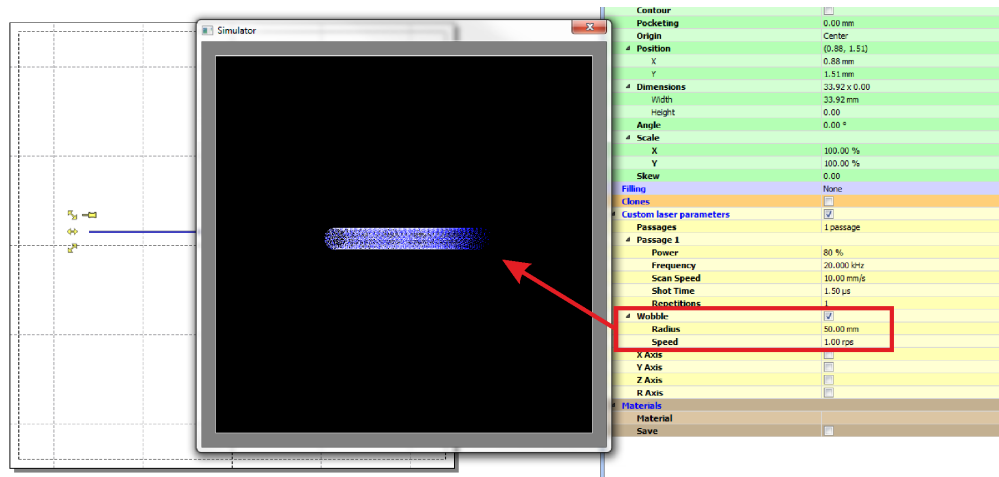 Simulator
Contour
Pocketing 0.00 mm
Origin Center
Position (0.88, 1.51)
X 0.88 mm
Y 1.51 mm
Dimensions 33.92 x 0.00
Width 33.92 mm
Height 0.00
Angle 0.00 °
Scale
X 100.00 %
Y 100.00 %
Skew 0.00
Filling None
Clones
Custom laser parameters
Passages 1 passage
Passage 1
Power 80 %
Frequency 20.000 kHz
Scan Speed 10.00 mm/s
Shot Time 1.50 µs
Repetitions 1
Wobble
Radius 50.00 mm
Speed 1.00 rps
X Axis
Y Axis
Z Axis
R Axis
Materials
Material
Save